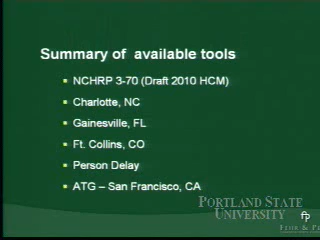 Summary of available tools
NCHRP 3-70 (Draft 2010 HCM)
Charlotte, NC
Gainesville, FL
Ft. Collins, CO
Person Delay
ATG – San Francisco, CA
PORTLAND STATE
UNIVERSITY
fp